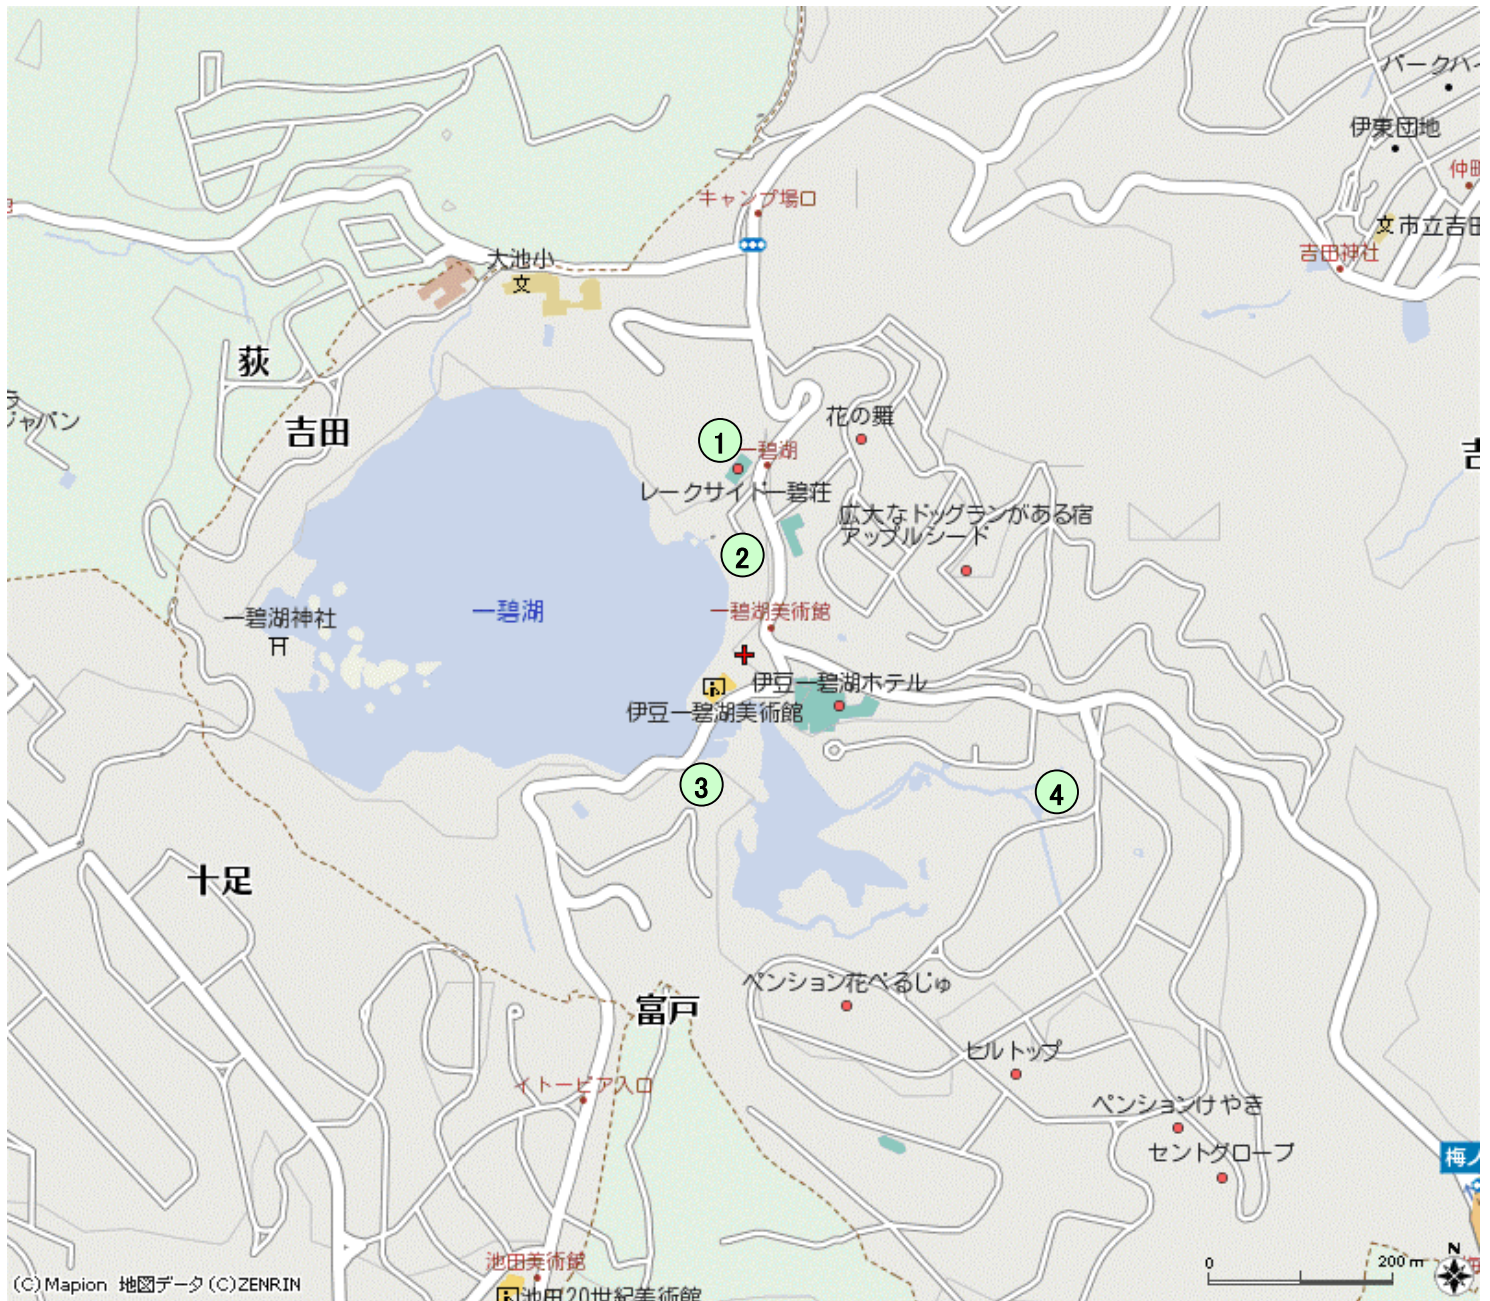 パークハイ
伊東団地
仲町
キャンプ場口
文市立吉田
吉田神社
大池小
文
荻
ジャパン
花の舞
吉田
1
一碧湖
レークサイド一碧荘
広大なドッグランがある宿
アップルシード
2
一碧湖
一碧湖神社
一碧湖美術館
伊豆一碧湖ホテル
伊豆一碧湖美術館
3
4
十足
ペンション花ぺるじゅ
富戸
ヒルトップ
イトーピア入口
ペンションけやき
セントグローブ
梅ノ
池田美術館
池田20世紀美術館
0
200m
N
(C)Mapion 地図データ(C)ZENRIN